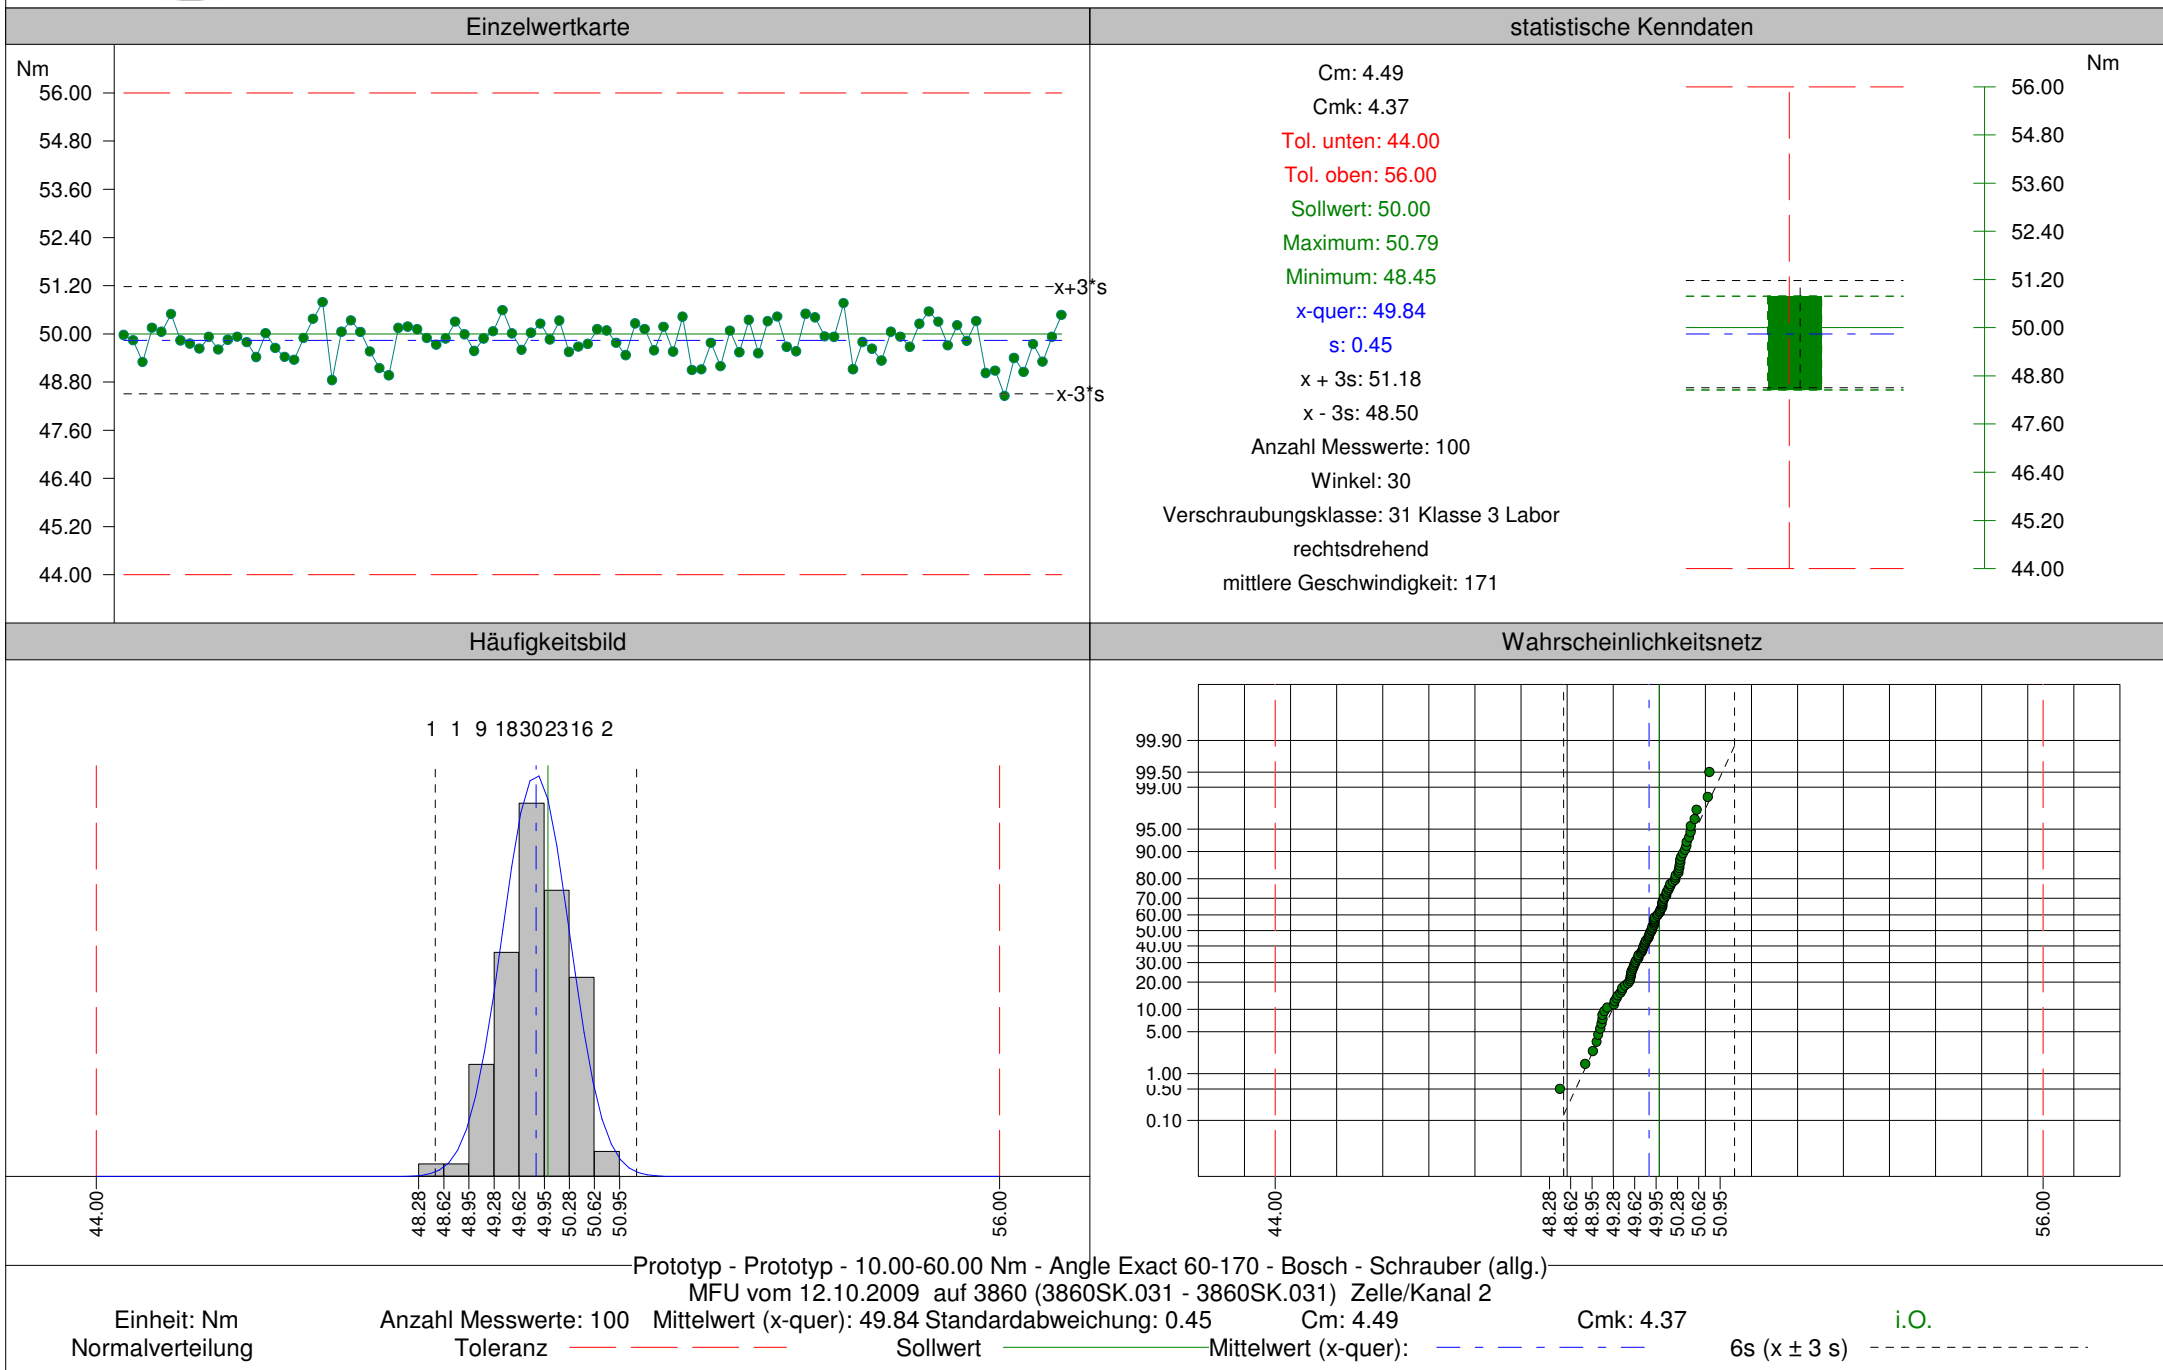 Einzelwertkarte
statistische Kenndaten
Nm
56.00
54.80
53.60
52.40
51.20
50.00
48.80
47.60
46.40
45.20
44.00
x+3*s
x-3*s
Cm: 4.49
Cmk: 4.37
Tol. unten: 44.00
Tol. oben: 56.00
Sollwert: 50.00
Maximum: 50.79
Minimum: 48.45
x-quer:: 49.84
s: 0.45
x + 3s: 51.18
x - 3s: 48.50
Anzahl Messwerte: 100
Winkel: 30
Verschraubungsklasse: 31 Klasse 3 Labor
rechtsdrehend
mittlere Geschwindigkeit: 171
Nm
56.00
54.80
53.60
52.40
51.20
50.00
48.80
47.60
46.40
45.20
44.00
Häufigkeitsbild
Wahrscheinlichkeitsnetz
1 1 9 18 30 23 16 2
44.00 48.28 48.62 48.95 49.28 49.62 49.95 50.28 50.62 50.95 56.00
99.90
99.50
99.00
95.00
90.00
80.00
70.00
60.00
50.00
40.00
30.00
20.00
10.00
5.00
1.00
0.50
0.10
44.00 48.28 48.62 48.95 49.28 49.62 49.95 50.28 50.62 50.95 56.00
Prototyp - Prototyp - 10.00-60.00 Nm - Angle Exact 60-170 - Bosch - Schrauber (allg.)
MFU vom 12.10.2009 auf 3860 (3860SK.031 - 3860SK.031) Zelle/Kanal 2
Einheit: Nm Anzahl Messwerte: 100 Mittelwert (x-quer): 49.84 Standardabweichung: 0.45 Cm: 4.49 Cmk: 4.37 i.O.
Normalverteilung Toleranz Sollwert Mittelwert (x-quer): 6s (x ± 3 s)